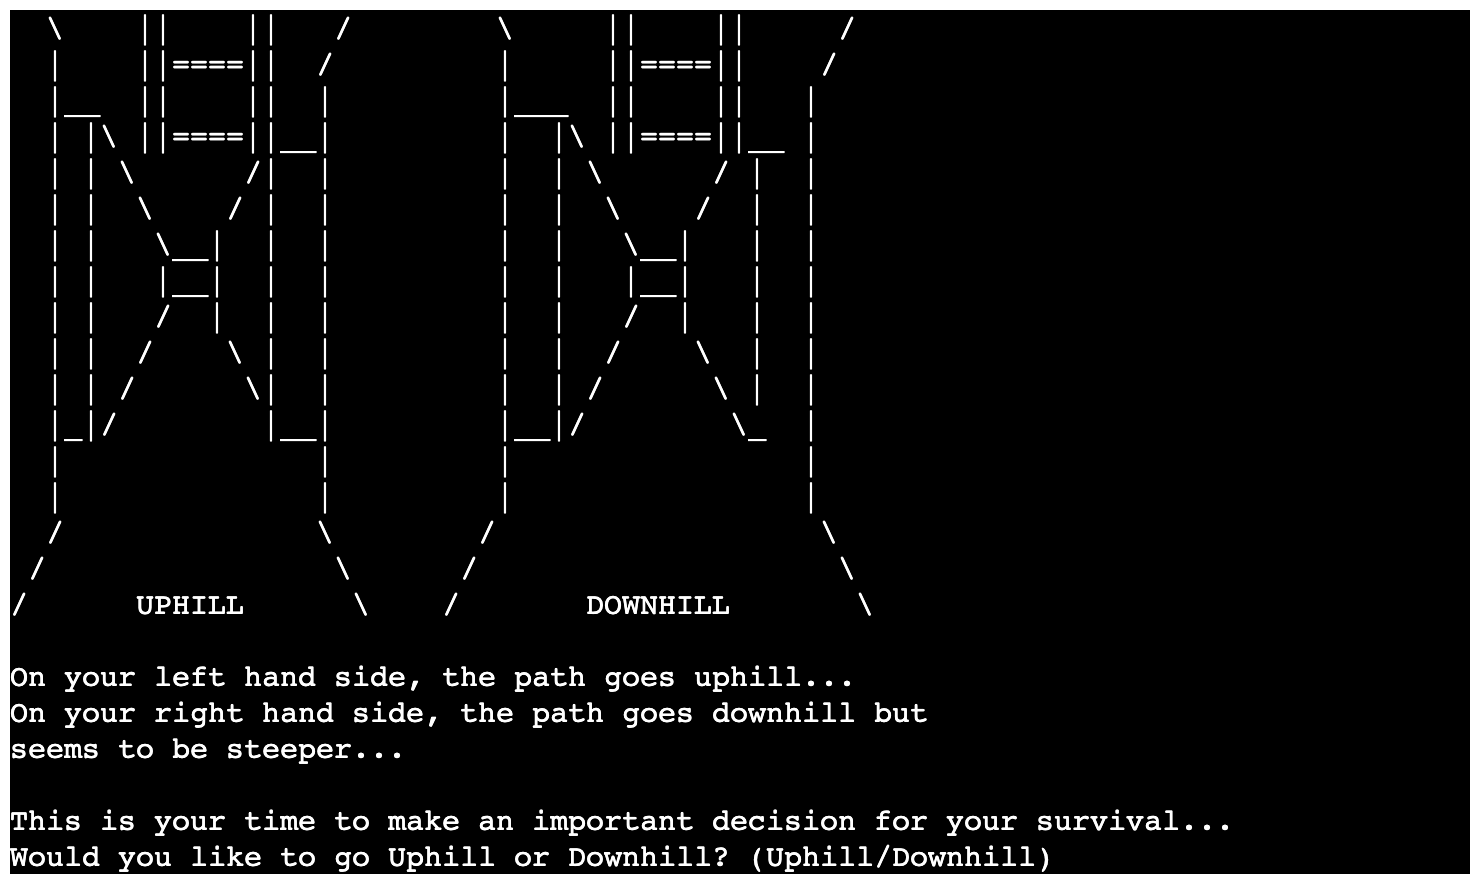 UPHILL DOWNHILL
On your left hand side, the path goes uphill...
On your right hand side, the path goes downhill but
seems to be steeper...
This is your time to make an important decision for your survival...
Would you like to go Uphill or Downhill? (Uphill/Downhill)